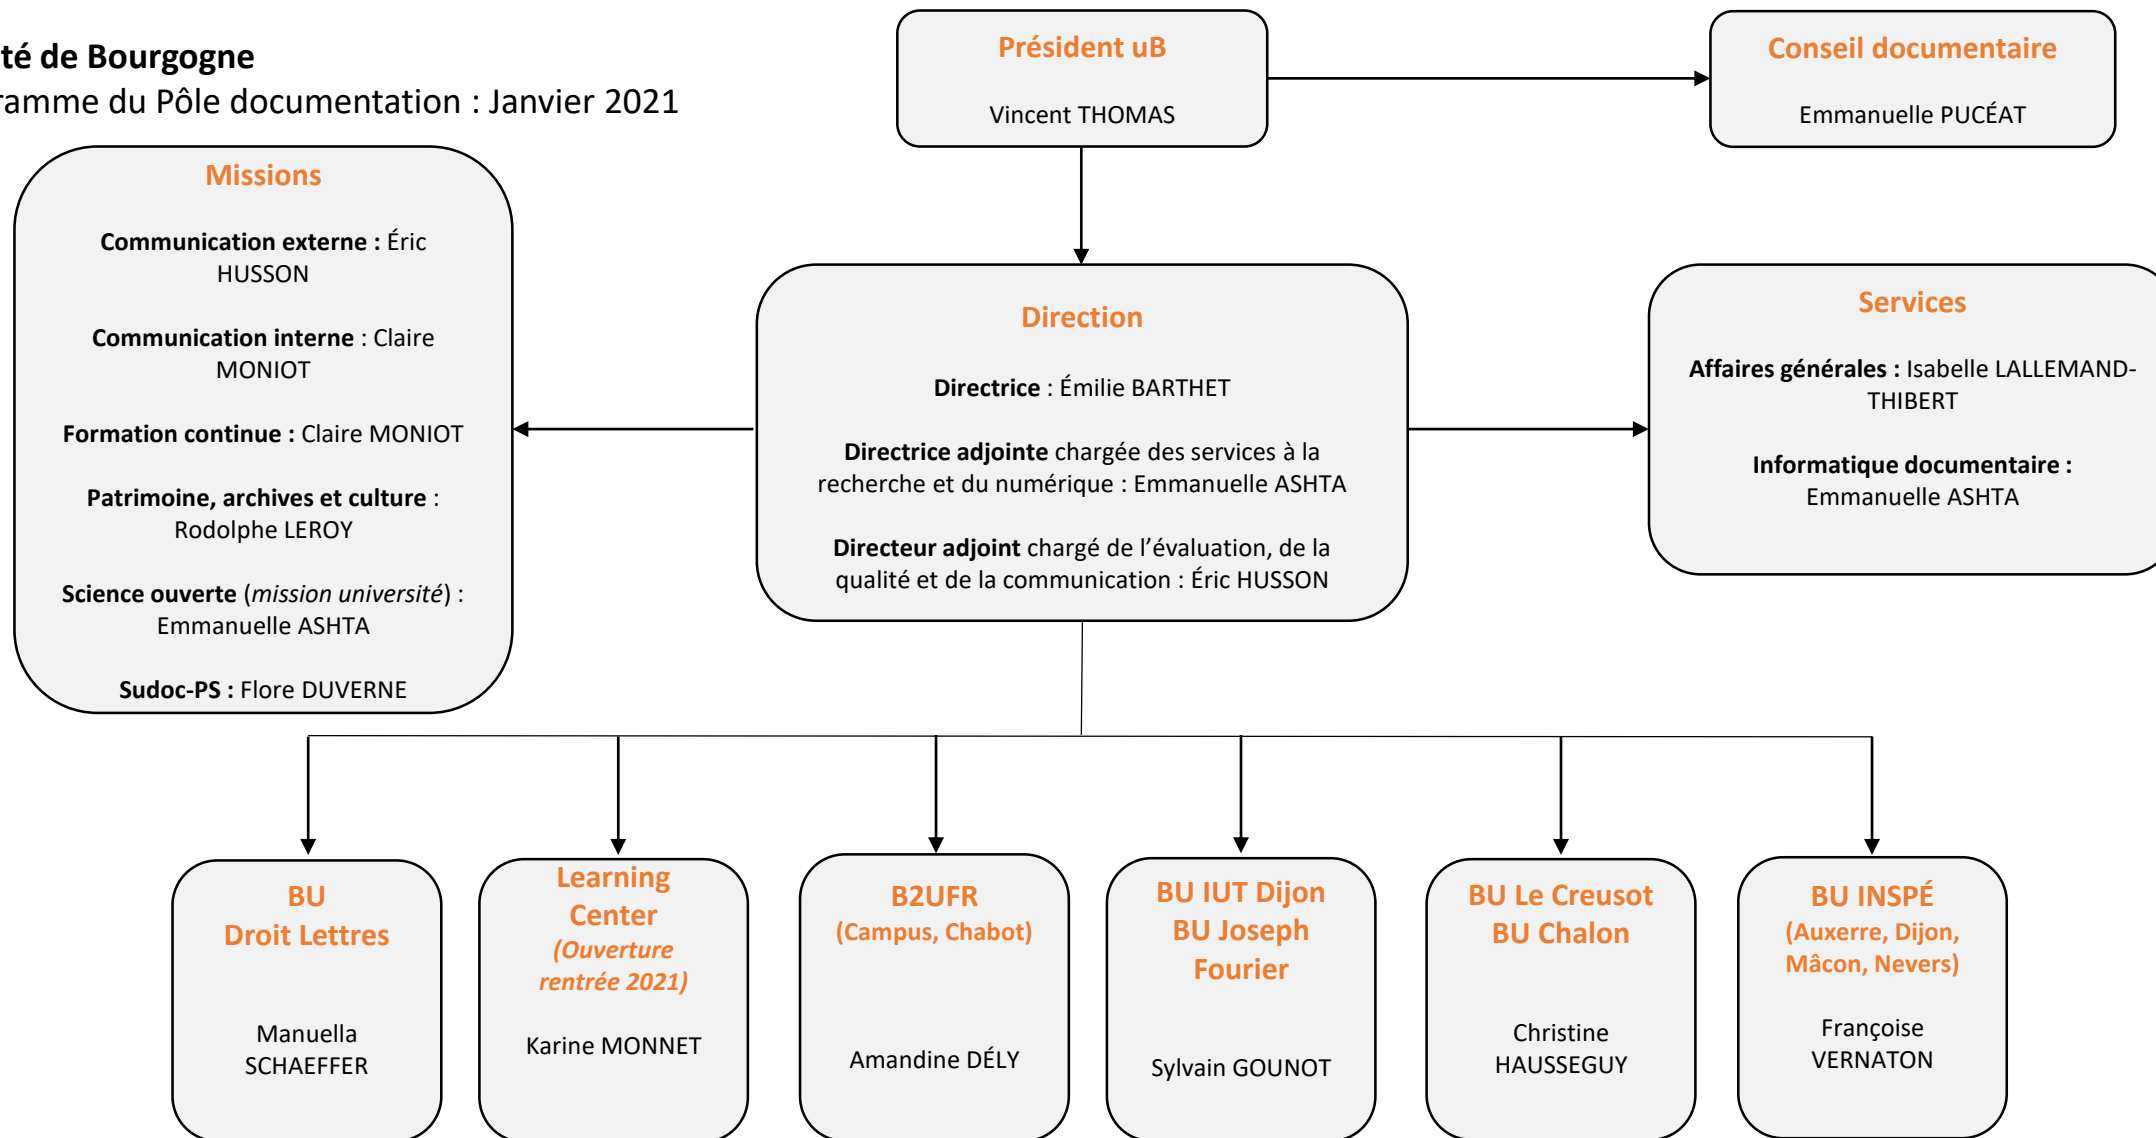 té de Bourgogne
ramme du Pôle documentation : Janvier 2021
Président uB
Vincent THOMAS
Conseil documentaire
Emmanuelle PUCÉAT
Missions
Communication externe : Éric
HUSSON
Communication interne : Claire
MONIOT
Formation continue : Claire MONIOT
Patrimoine, archives et culture :
Rodolphe LEROY
Science ouverte (mission université) :
Emmanuelle ASHTA
Sudoc-PS : Flore DUVERNE
Direction
Directrice : Émilie BARTHET
Directrice adjointe chargée des services à la
recherche et du numérique : Emmanuelle ASHTA
Directeur adjoint chargé de l’évaluation, de la
qualité et de la communication : Éric HUSSON
Services
Affaires générales : Isabelle LALLEMAND-
THIBERT
Informatique documentaire :
Emmanuelle ASHTA
BU
Droit Lettres
Manuella
SCHAEFFER
Learning
Center
(Ouverture
rentrée 2021)
Karine MONNET
B2UFR
(Campus, Chabot)
Amandine DÉLY
BU IUT Dijon
BU Joseph
Fourier
Sylvain GOUNOT
BU Le Creusot
BU Chalon
Christine
HAUSSEGUY
BU INSPÉ
(Auxerre, Dijon,
Mâcon, Nevers)
Françoise
VERNATON